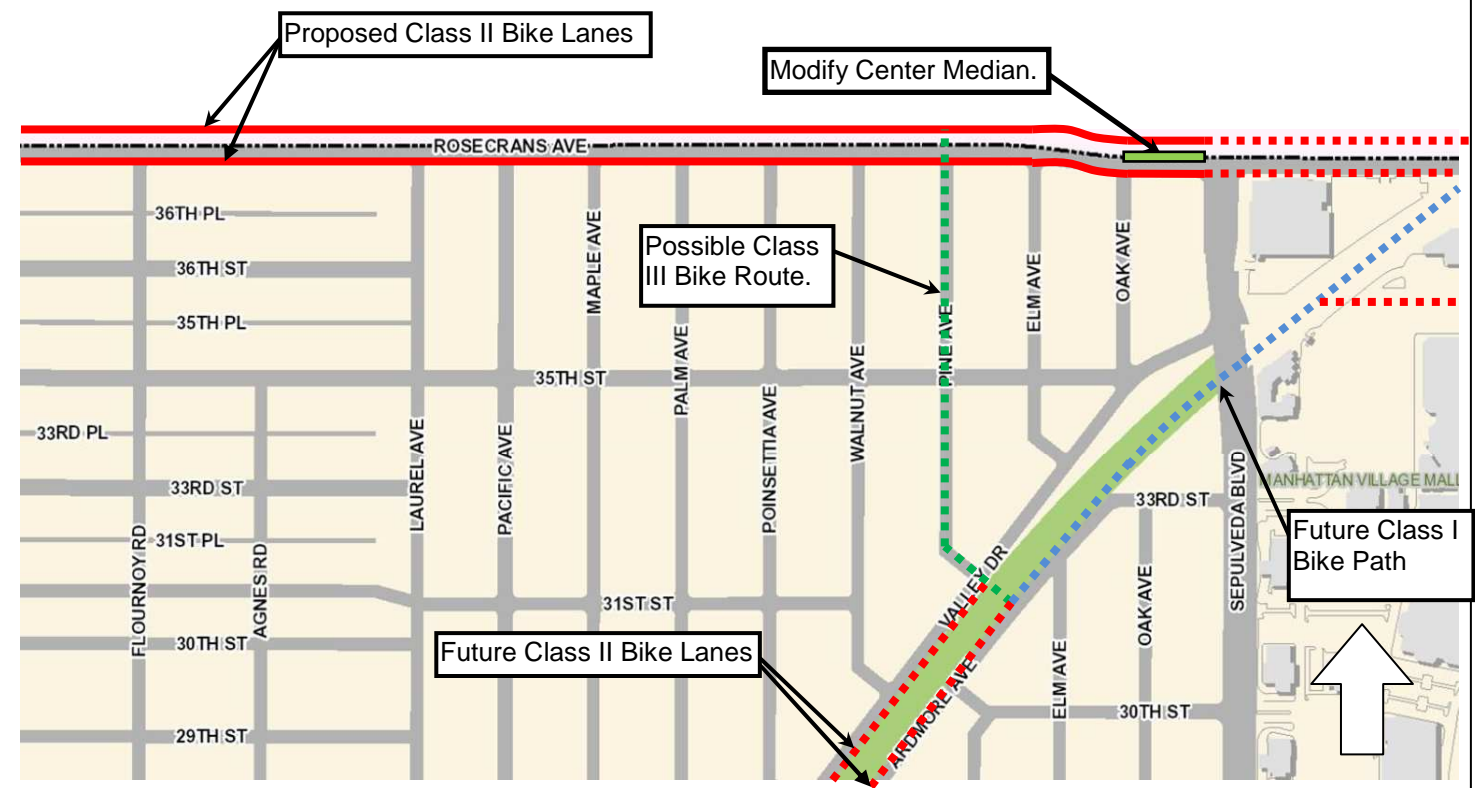 Proposed Class II Bike Lanes
Modify Center Median.
ROSECRANS AVE
36TH PL
36TH ST
35TH PL
35TH ST
33RD PL
33RD ST
31ST PL
31ST ST
30TH ST
29TH ST
FLOURNOY RD
AGNES RD
LAUREL AVE
PACIFIC AVE
MAPLE AVE
PALM AVE
POINSETTIA AVE
WALNUT AVE
Possible Class
III Bike Route.
PINE AVE
ELM AVE
OAK AVE
VALLEY DR
ARDMORE AVE
Future Class II Bike Lanes
33RD ST
ELM AVE
OAK AVE
30TH ST
SEPULVEDA BLVD
MANHATTAN VILLAGE MALL
Future Class I
Bike Path